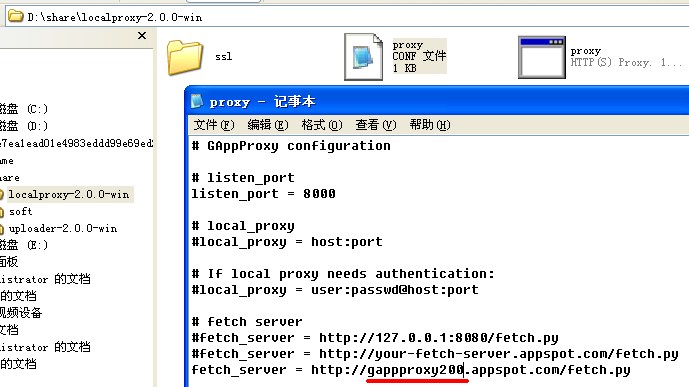 D:\share\localproxy-2.0.0-win
ssl
proxy
CONF 文件
1 KB
proxy
HTTP(S) Proxy. 1...
磁盘 (C:)
磁盘 (D:)
share
localproxy-2.0.0-win
soft
uploader-2.0.0-win
磁盘 (E:)
面板
nistrator 的文档
的文档
视频设备
文档
nistrator 的文档
的文档
proxy - 记事本
文件(F) 编辑(E) 格式(O) 查看(V) 帮助(H)
# GAppProxy configuration
# listen_port
listen_port = 8000
# local_proxy
#local_proxy = host:port
# If local proxy needs authentication:
#local_proxy = user:passwd@host:port
# fetch server
#fetch_server = http://127.0.0.1:8080/fetch.py
#fetch_server = http://your-fetch-server.appspot.com/fetch.py
fetch_server = http://gappproxy200.appspot.com/fetch.py